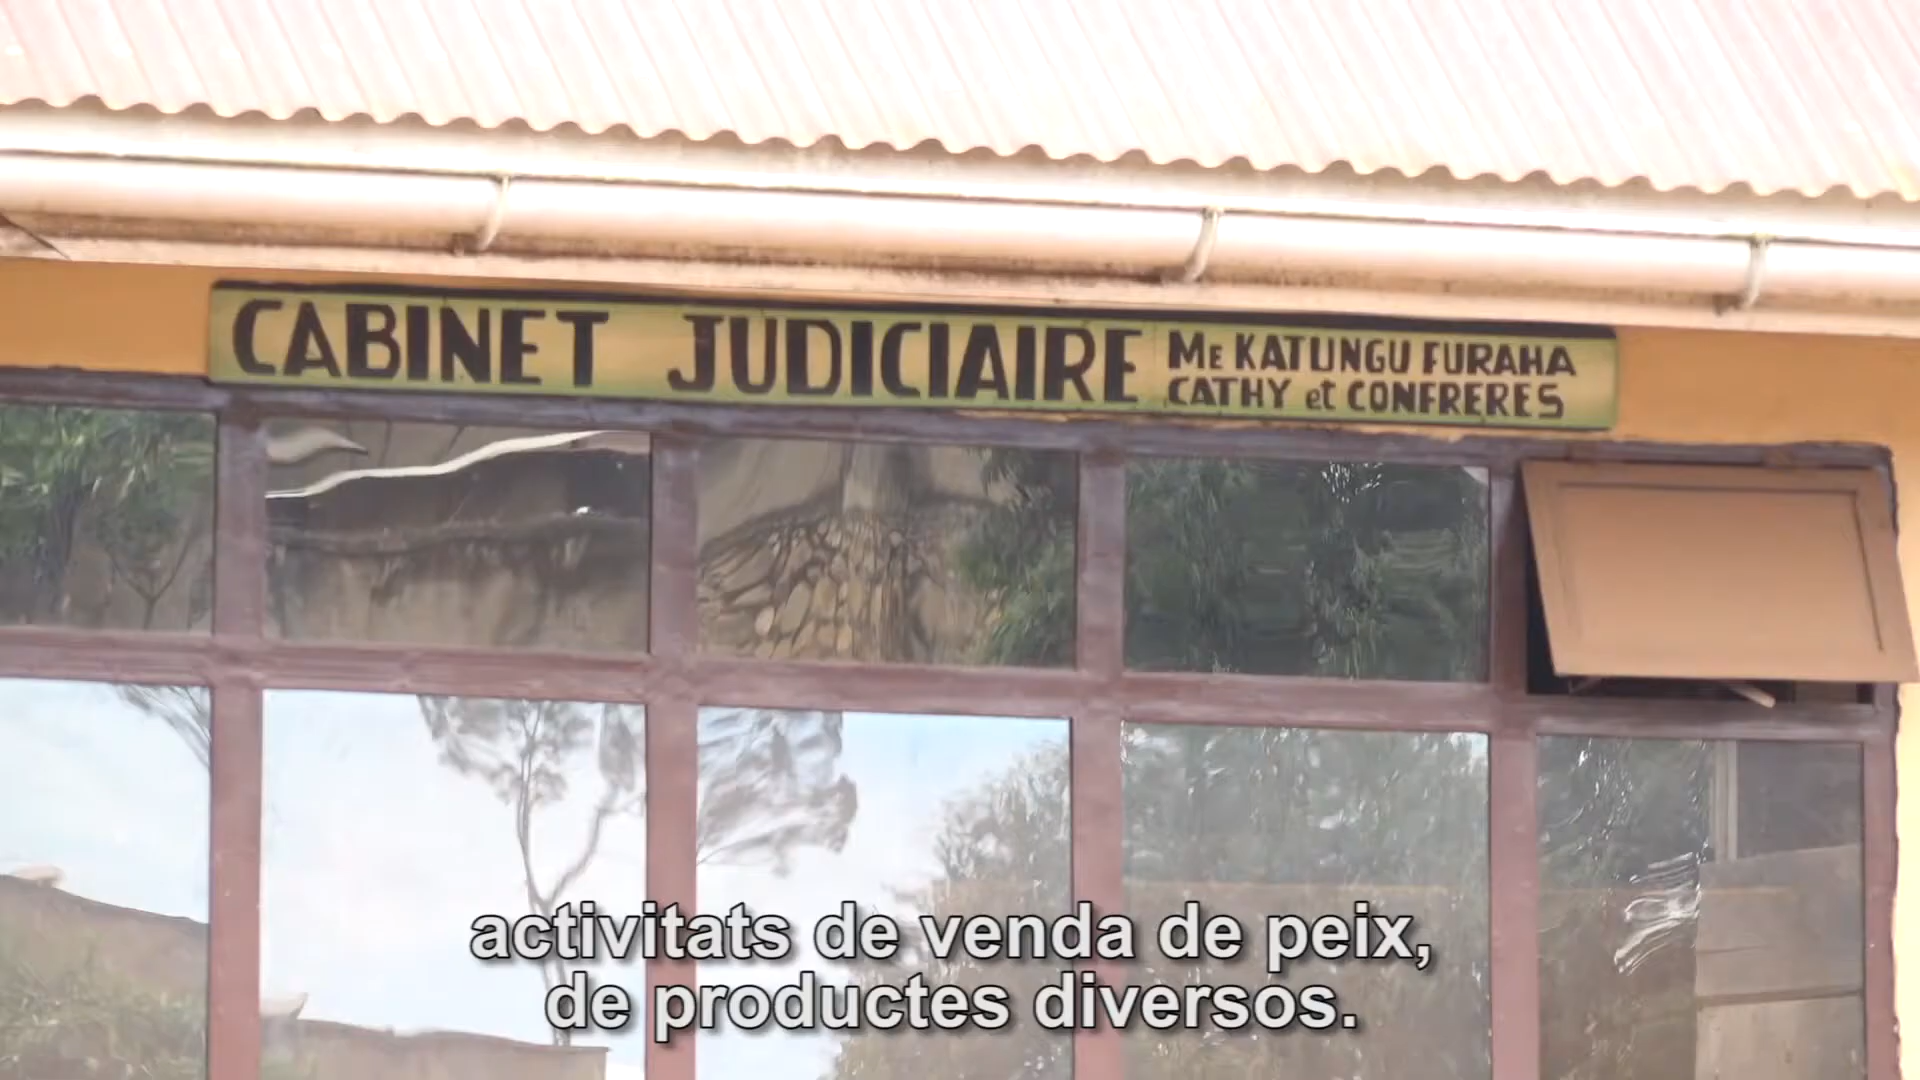 CABINET JUDICIAIRE Me KATUNGU FURAHA
CATHY et CONFRERES
activitats de venda de peix,
de productes diversos.